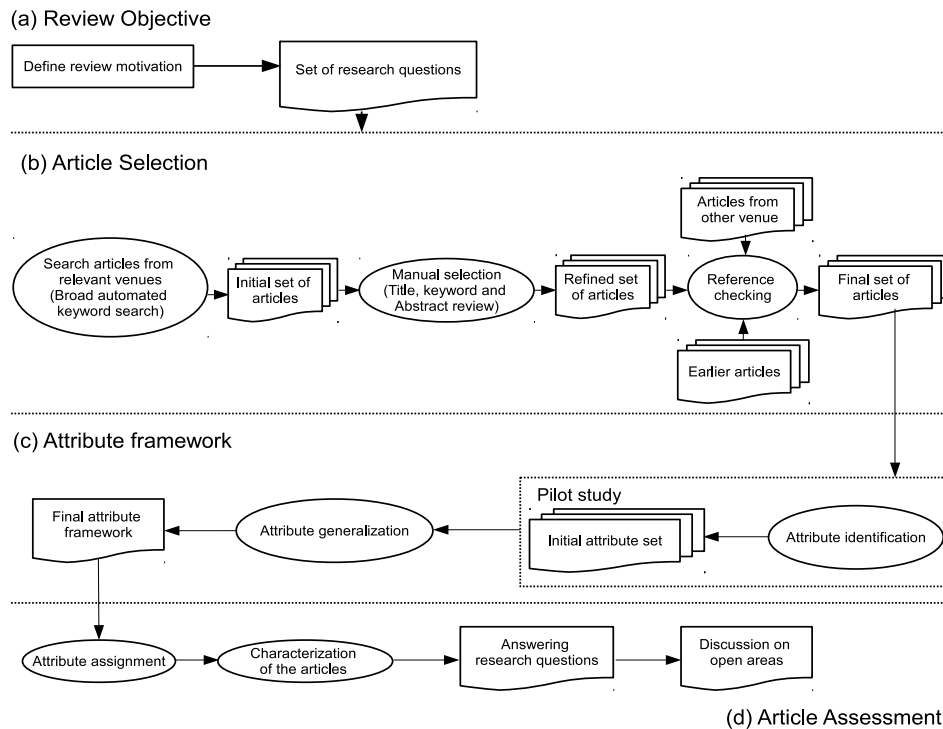 (a) Review Objective
Define review motivation
Set of research questions
(b) Article Selection
Search articles from
relevant venues
(Broad automated
keyword search)
Initial set of
articles
Manual selection
(Title, keyword and
Abstract review)
Refined set
of articles
Articles from
other venue
Reference
checking
Earlier articles
Final set of
articles
(c) Attribute framework
Pilot study
Attribute identification
Initial attribute set
Attribute generalization
Final attribute
framework
Attribute assignment
Characterization
of the articles
Answering
research questions
Discussion on
open areas
(d) Article Assessment